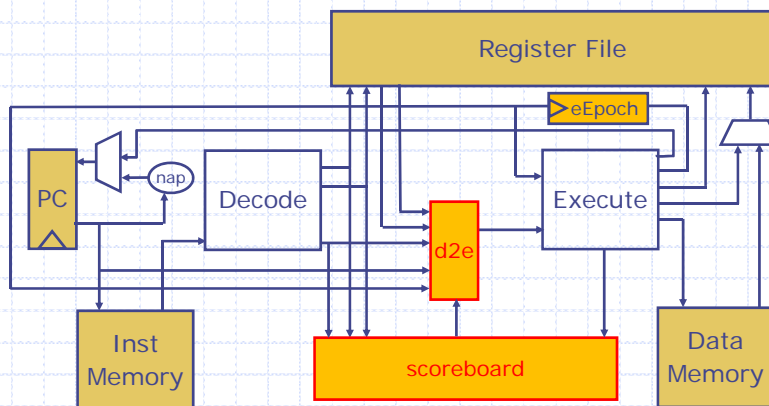 Register File
eEpoch
nap
PC
Decode
Execute
d2e
Inst
Memory
scoreboard
Data
Memory